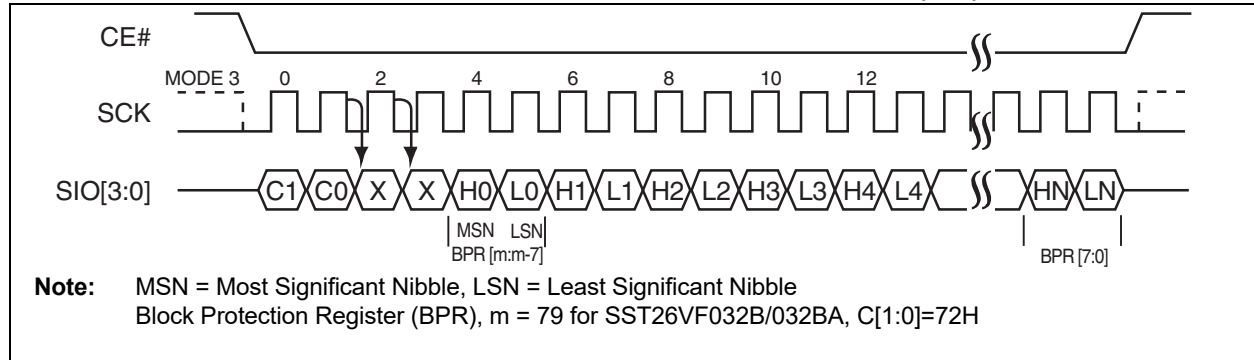 CE#
MODE 3 0 2 4 6 8 10 12
SCK
SIO[3:0] C1 C0 X X H0 L0 H1 L1 H2 L2 H3 L3 H4 L4 HN LN
MSN LSN
BPR [m:m-7] BPR [7:0]
Note: MSN = Most Significant Nibble, LSN = Least Significant Nibble
Block Protection Register (BPR), m = 79 for SST26VF032B/032BA, C[1:0]=72H